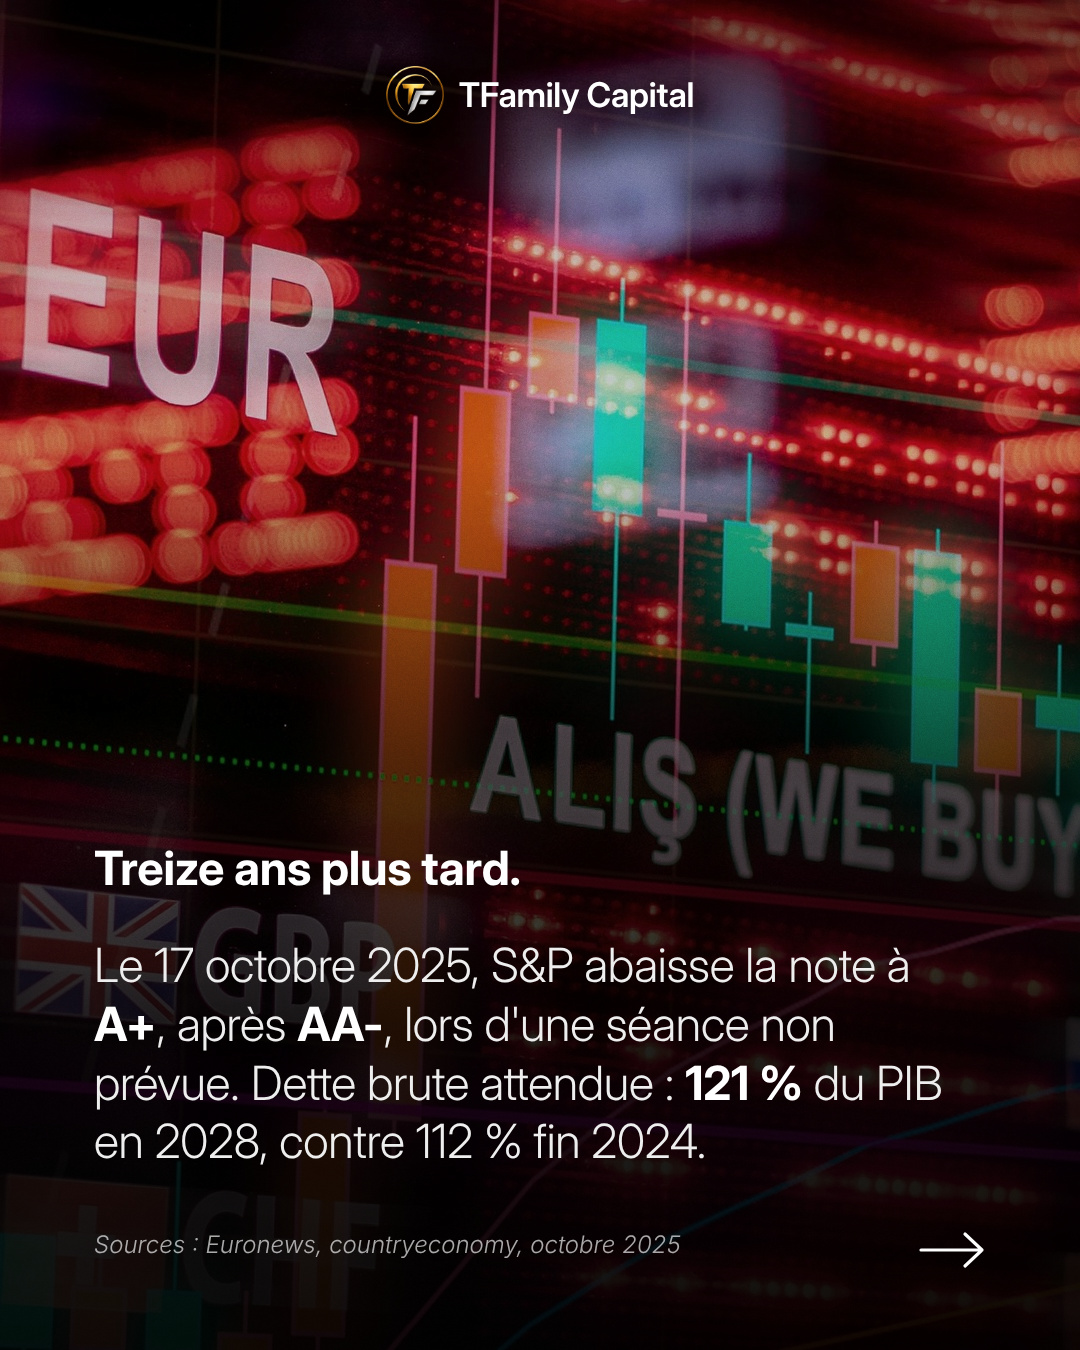 TFamily Capital
EUR
ALIŞ (WE BUY
Treize ans plus tard.
GBP
Le 17 octobre 2025, S&P abaisse la note à
A+, après AA-, lors d'une séance non
prévue. Dette brute attendue : 121 % du PIB
en 2028, contre 112 % fin 2024.
CHF
Sources : Euronews, countryeconomy, octobre 2025